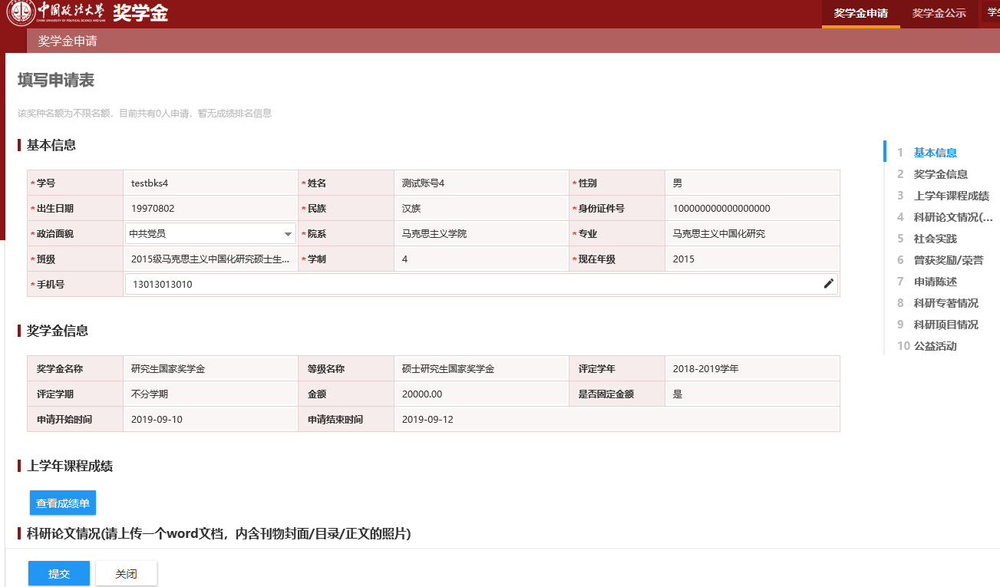 中国政法大学 奖学金 奖学金申请 奖学金公示
CHINA UNIVERSITY OF POLITICAL SCIENCE AND LAW
奖学金申请
填写申请表
该奖种名额为不限名额，目前共有0人申请，暂无成绩排名信息
基本信息
*学号 testbks4 *姓名 测试账号4 *性别 男
*出生日期 19970802 *民族 汉族 *身份证件号 100000000000000000
*政治面貌 中共党员 *院系 马克思主义学院 *专业 马克思主义中国化研究
*班级 2015级马克思主义中国化研究硕士生... *学制 4 *现在年级 2015
*手机号 13013013010
奖学金信息
奖学金名称 研究生国家奖学金 等级名称 硕士研究生国家奖学金 评定学年 2018-2019学年
评定学期 不分学期 金额 20000.00 是否固定金额 是
申请开始时间 2019-09-10 申请结束时间 2019-09-12
上学年课程成绩
查看成绩单
科研论文情况(请上传一个word文档，内含刊物封面/目录/正文的照片)
提交 关闭
1 基本信息
2 奖学金信息
3 上学年课程成绩
4 科研论文情况(...
5 社会实践
6 曾获奖励/荣誉
7 申请陈述
8 科研专著情况
9 科研项目情况
10 公益活动